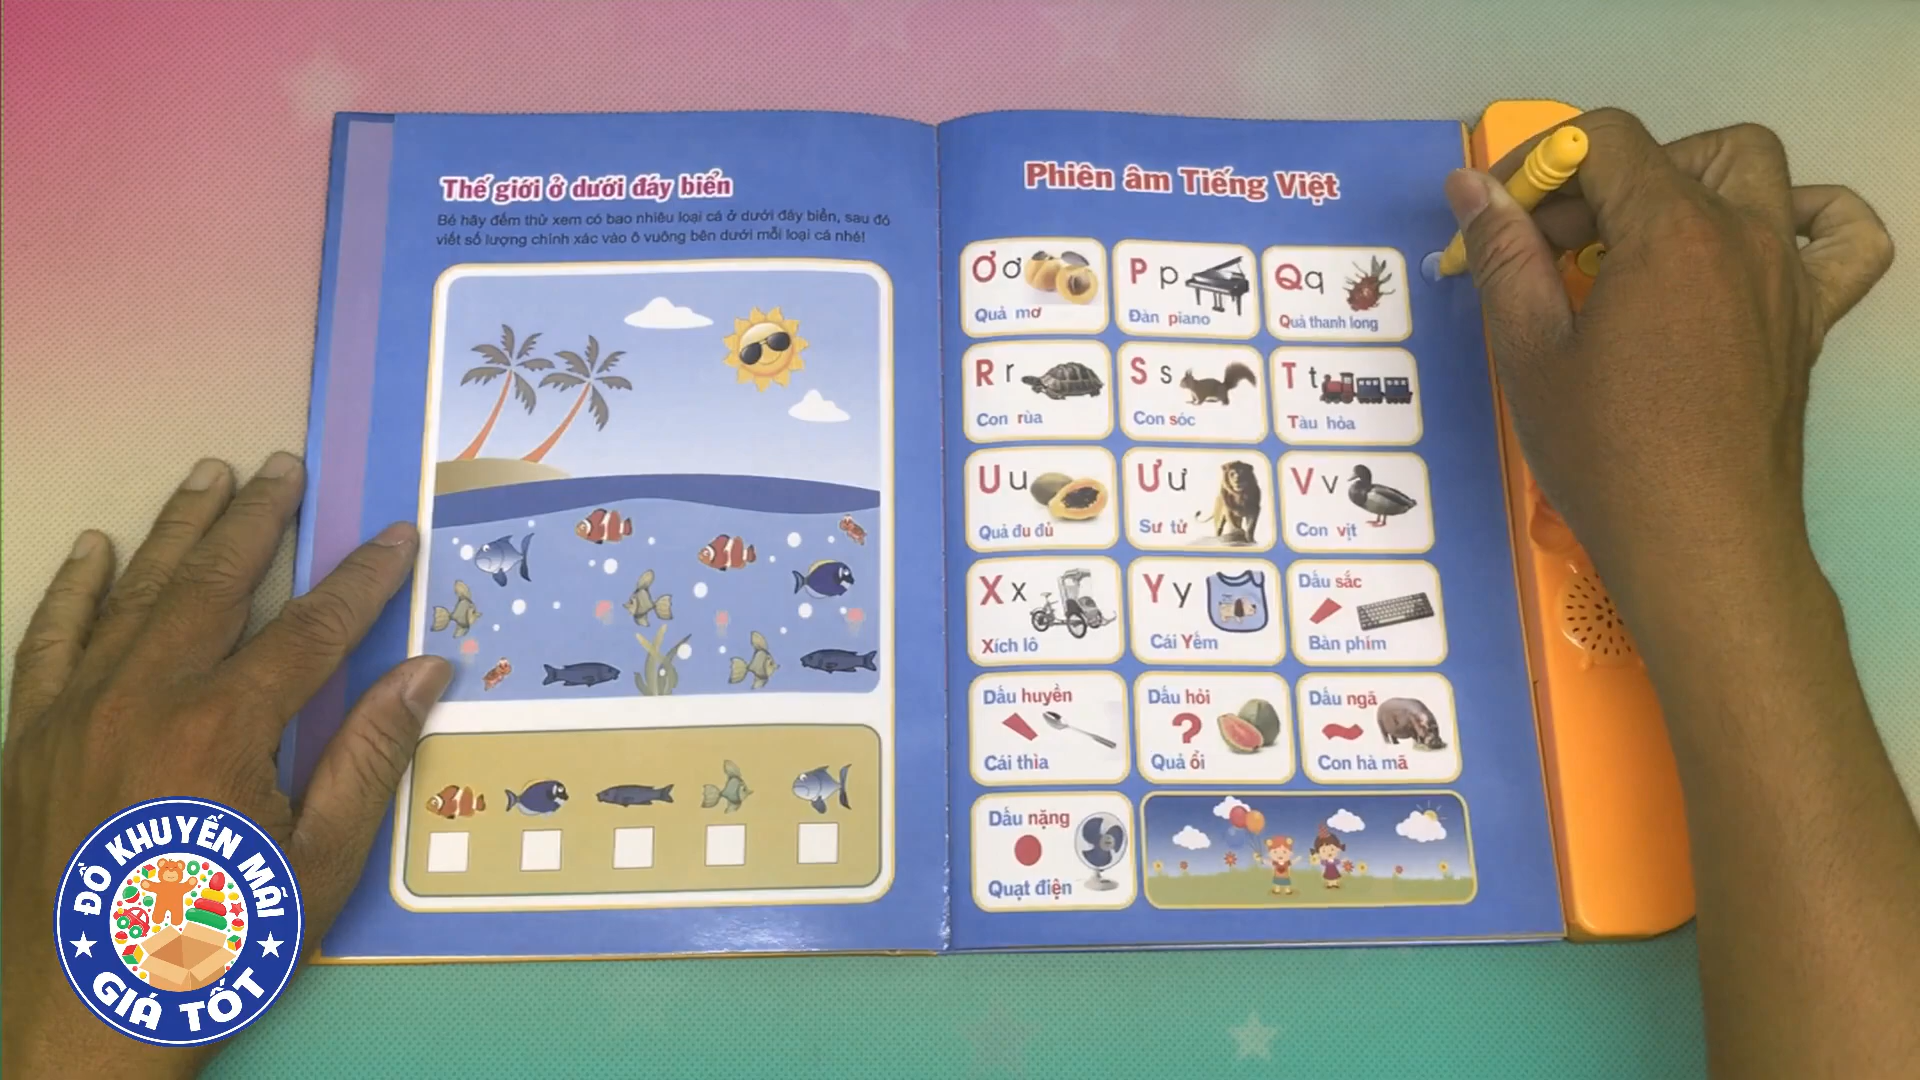 Thế giới ở dưới đáy biển
Bé hãy đếm thử xem có bao nhiêu loại cá ở dưới đáy biển, sau đó
viết số lượng chính xác vào ô vuông bên dưới mỗi loại cá nhé!
Phiên âm Tiếng Việt
Ơ ơ
Quả mơ
P p
Đàn piano
Q q
Quả thanh long
R r
Con rùa
S s
Con sóc
T t
Tàu hỏa
U u
Quả đu đủ
Ư ư
Sư tử
V v
Con vịt
X x
Xích lô
Y y
Cái Yếm
Dấu sắc
Bàn phím
Dấu huyền
Cái thìa
Dấu hỏi
?
Quả ổi
Dấu ngã
Con hà mã
Dấu nặng
Quạt điện
ĐỒ KHUYẾN MÃI
GIÁ TỐT